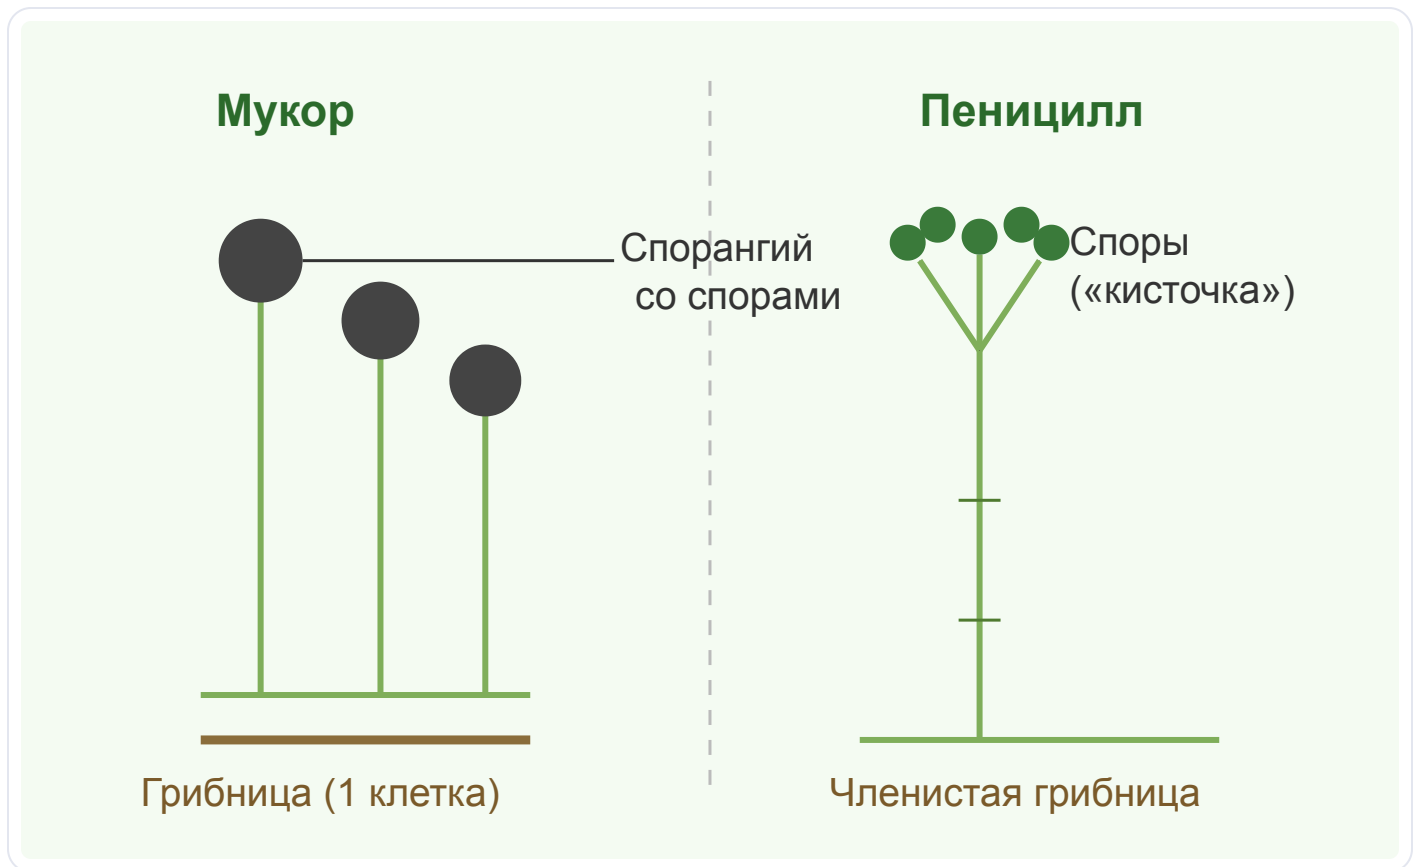 Мукор
Пеницилл
Спорангий
со спорами
Споры
(«кисточка»)
Грибница (1 клетка)
Членистая грибница